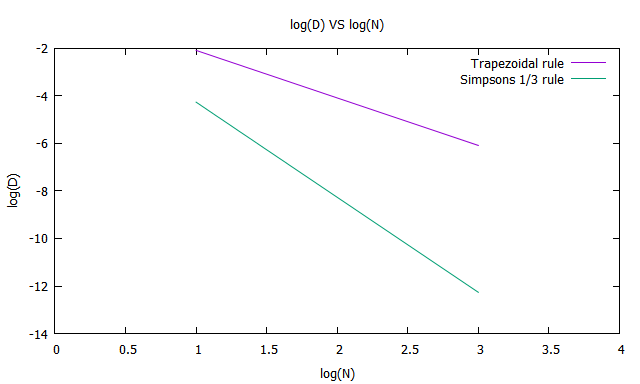 log(D) VS log(N)
Trapezoidal rule
Simpsons 1/3 rule
-2
-4
-6
-8
-10
-12
-14
log(D)
0 0.5 1 1.5 2 2.5 3 3.5 4
log(N)